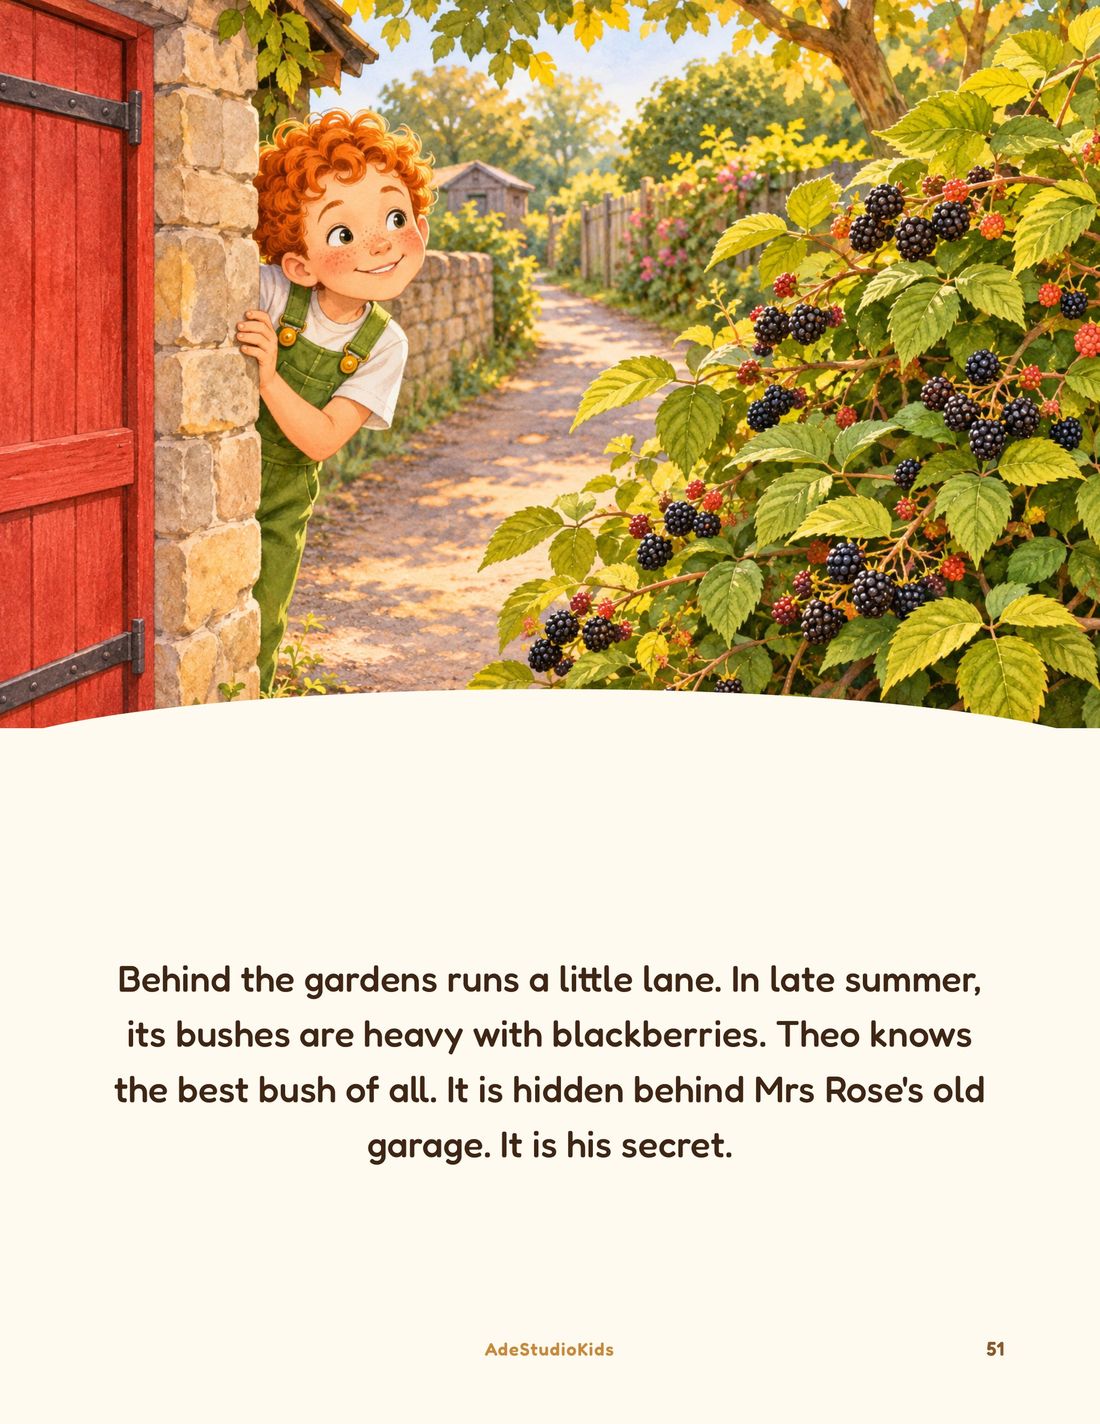 Behind the gardens runs a little lane. In late summer,
its bushes are heavy with blackberries. Theo knows
the best bush of all. It is hidden behind Mrs Rose's old
garage. It is his secret.
AdeStudioKids
51